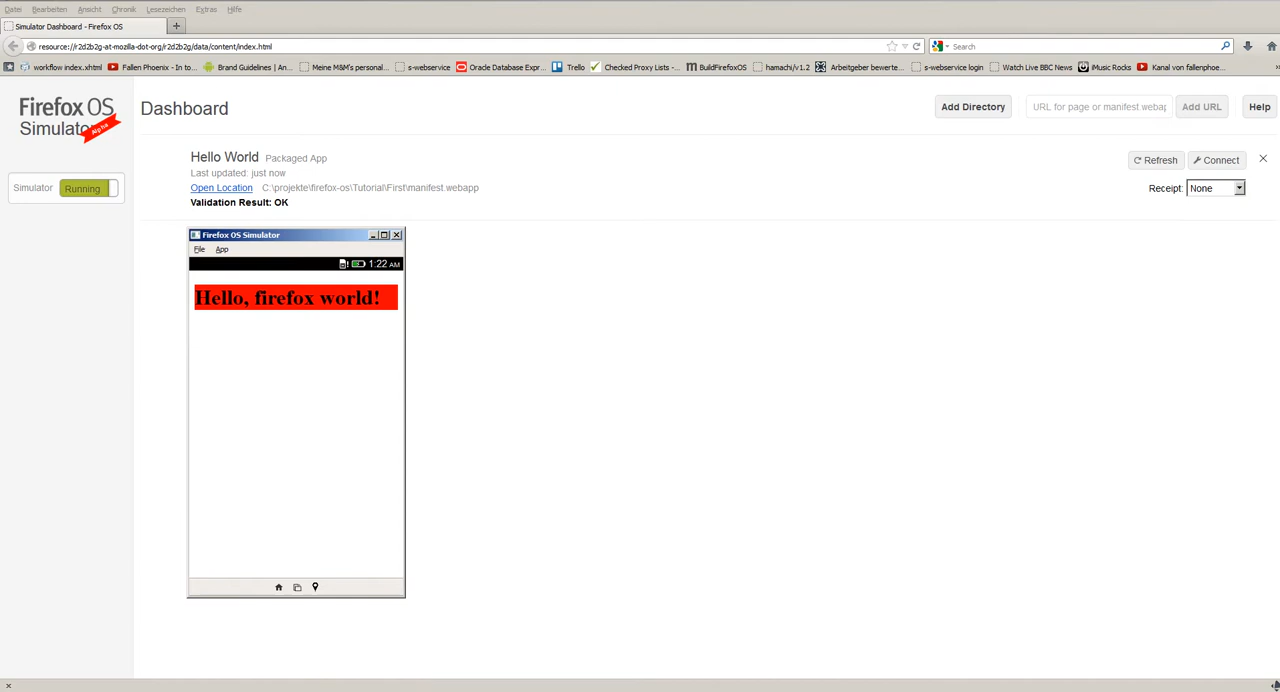 Datei Bearbeiten Ansicht Chronik Lesezeichen Extras Hilfe
Simulator Dashboard - Firefox OS
resource://r2d2b2g-at-mozilla-dot-org/r2d2b2g/data/content/index.html
Search
workflow index.xhtml Fallen Phoenix - In to... Brand Guidelines | An... Meine M&M's personal... s-webservice Oracle Database Expr... Trello Checked Proxy Lists -... BuildFirefoxOS hamachi/v1.2 Arbeitgeber bewerte... s-webservice login Watch Live BBC News iMusic Rocks Kanal von fallenphoe...
Firefox OS
Simulator
Alpha
Dashboard
Add Directory
URL for page or manifest.webap
Add URL
Help
Simulator Running
Hello World Packaged App
Last updated: just now
Open Location C:\projekte\firefox-os\Tutorial\First\manifest.webapp
Validation Result: OK
Refresh
Connect
Receipt: None
Firefox OS Simulator
File App
1:22 AM
Hello, firefox world!